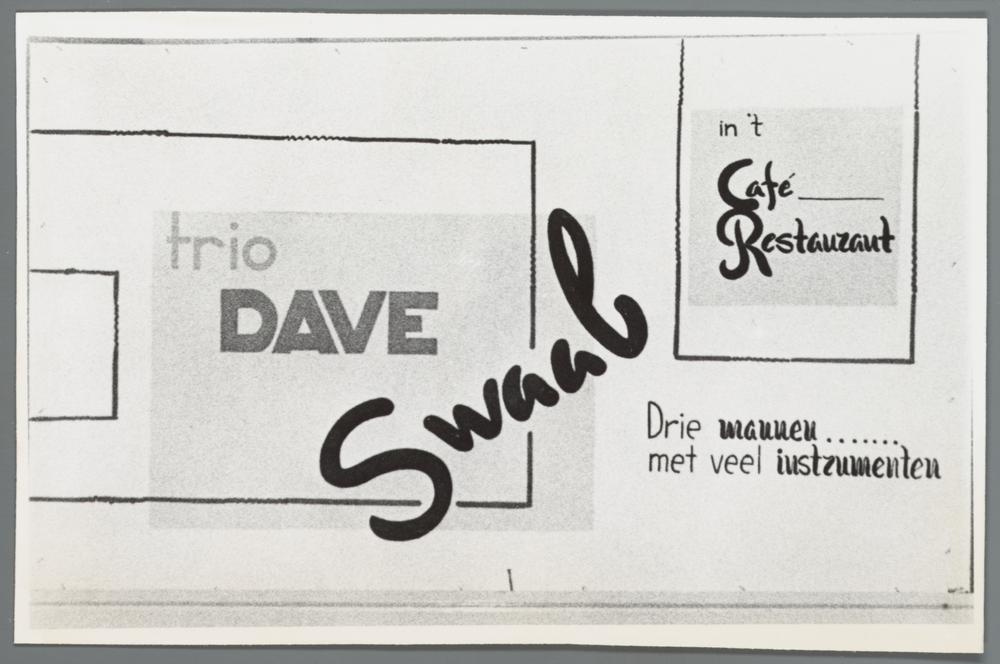 trio
DAVE
Swaab
in 't
Café
Restaurant
Drie mannen.......
met veel instrumenten